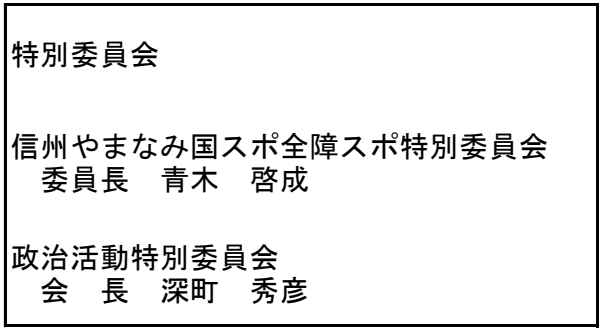 特別委員会
信州やまなみ国スポ全障スポ特別委員会
委員長　青木　啓成
政治活動特別委員会
会　長　深町　秀彦